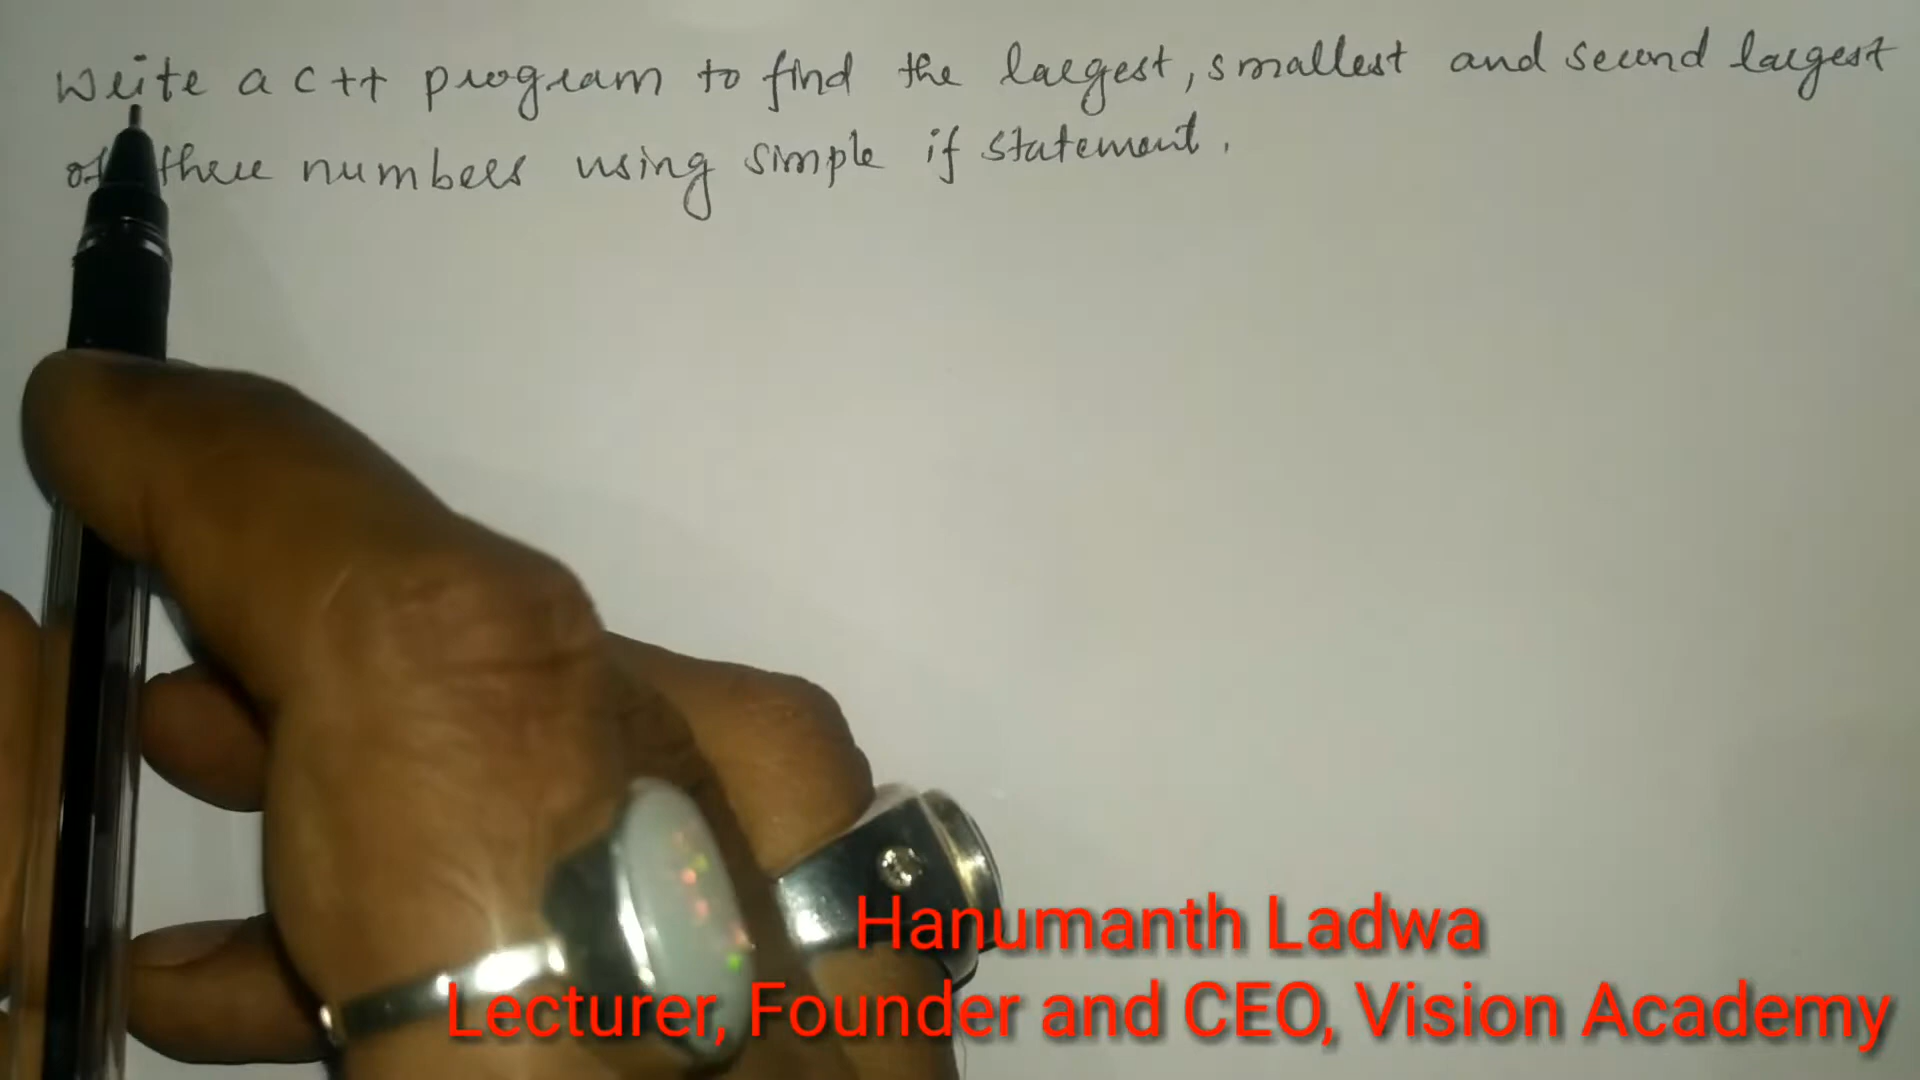 Write a C++ program to find the largest, smallest and second largest
of three numbers using simple if statement.
Hanumanth Ladwa
Lecturer, Founder and CEO, Vision Academy